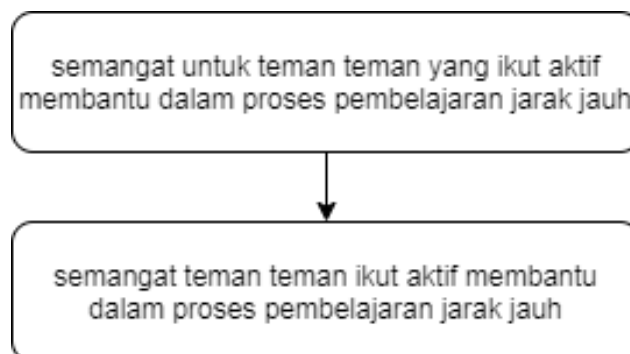 semangat untuk teman teman yang ikut aktif
membantu dalam proses pembelajaran jarak jauh
semangat teman teman ikut aktif membantu
dalam proses pembelajaran jarak jauh